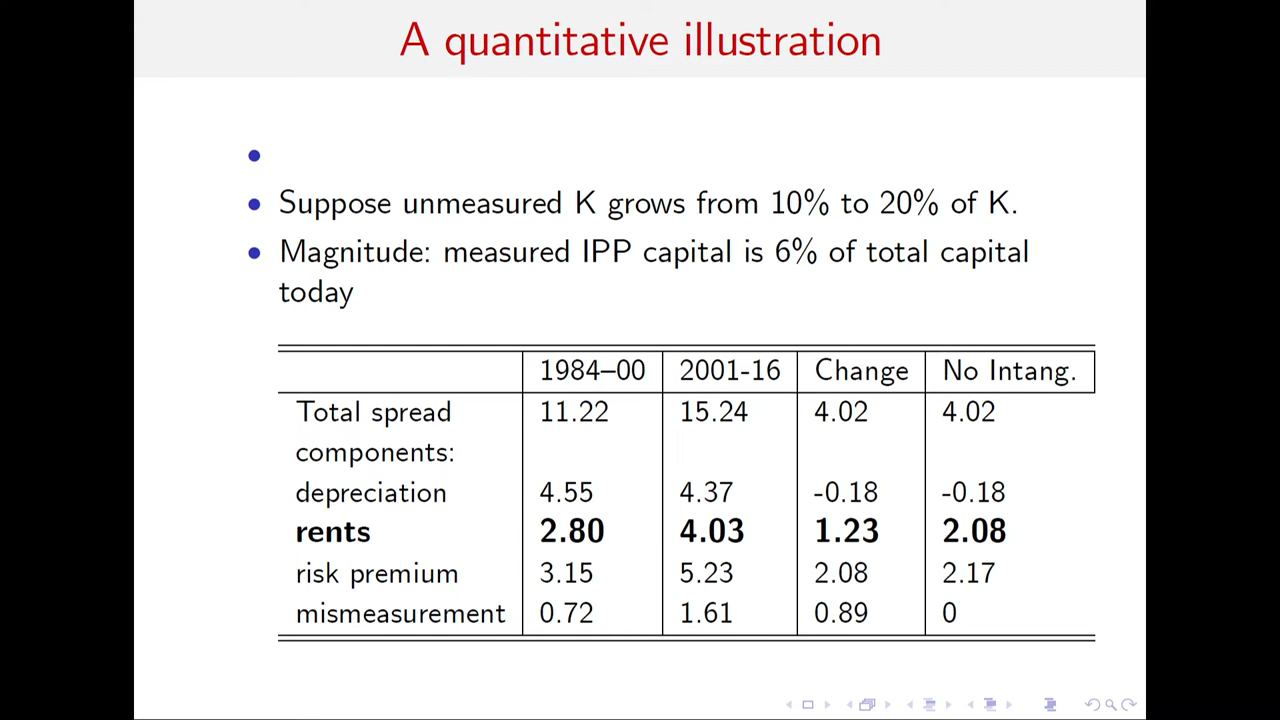 A quantitative illustration
• 
• Suppose unmeasured K grows from 10% to 20% of K.
• Magnitude: measured IPP capital is 6% of total capital
today
1984–00 2001-16 Change No Intang.
Total spread 11.22 15.24 4.02 4.02
components:
depreciation 4.55 4.37 -0.18 -0.18
rents 2.80 4.03 1.23 2.08
risk premium 3.15 5.23 2.08 2.17
mismeasurement 0.72 1.61 0.89 0